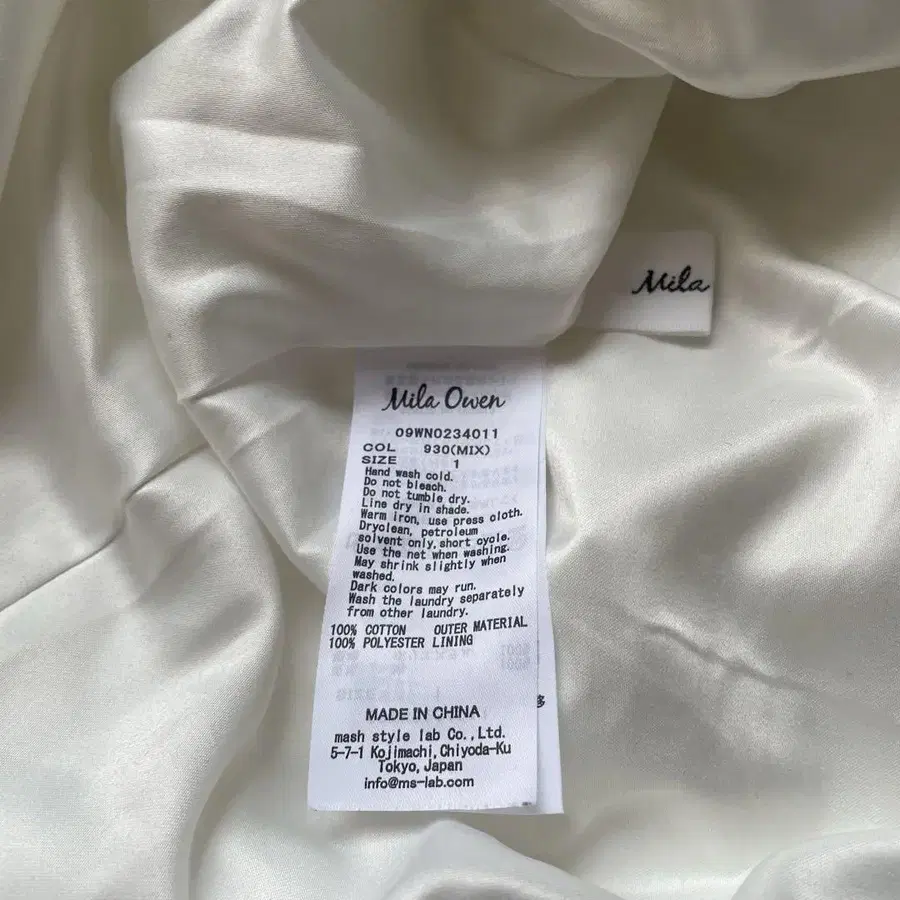 Mila
Mila Owen
09WN0234011
COL 930(MIX)
SIZE 1
Hand wash cold.
Do not bleach.
Do not tumble dry.
Line dry in shade.
Warm iron, use press cloth.
Dryclean, petroleum
solvent only, short cycle.
Use the net when washing.
May shrink slightly when
washed.
Dark colors may run.
Wash the laundry separately
from other laundry.
100% COTTON OUTER MATERIAL
100% POLYESTER LINING
MADE IN CHINA
mash style lab Co.,Ltd.
5-7-1 Kojimachi,Chiyoda-Ku
Tokyo, Japan
info@ms-lab.com